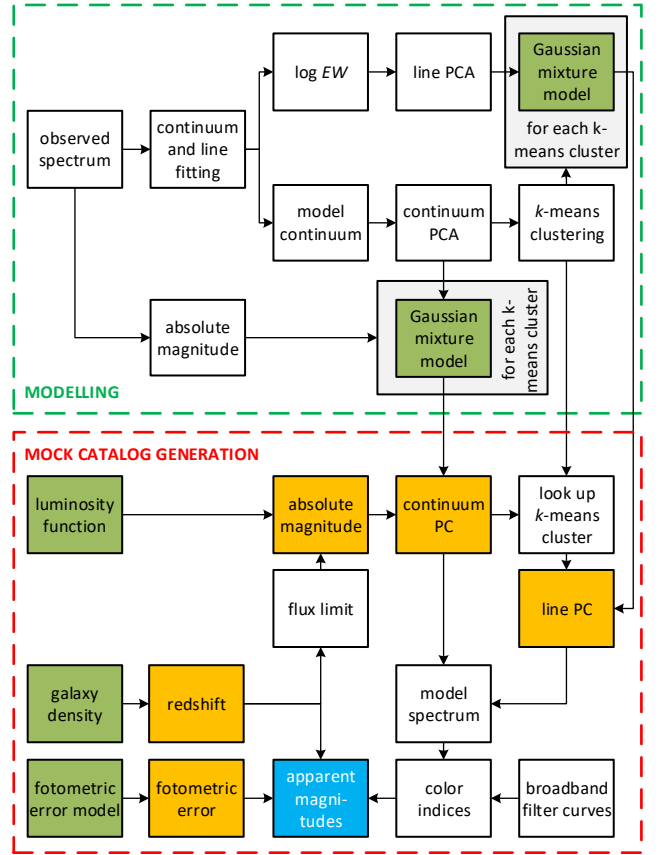 log EW
line PCA
Gaussian
mixture
model
for each k-
means cluster
observed
spectrum
continuum
and line
fitting
model
continuum
continuum
PCA
k-means
clustering
absolute
magnitude
Gaussian
mixture
model
for each k-
means cluster
MODELLING
MOCK CATALOG GENERATION
luminosity
function
absolute
magnitude
continuum
PC
look up
k-means
cluster
flux limit
line PC
galaxy
density
redshift
model
spectrum
fotometric
error model
fotometric
error
apparent
magni-
tudes
color
indices
broadband
filter curves